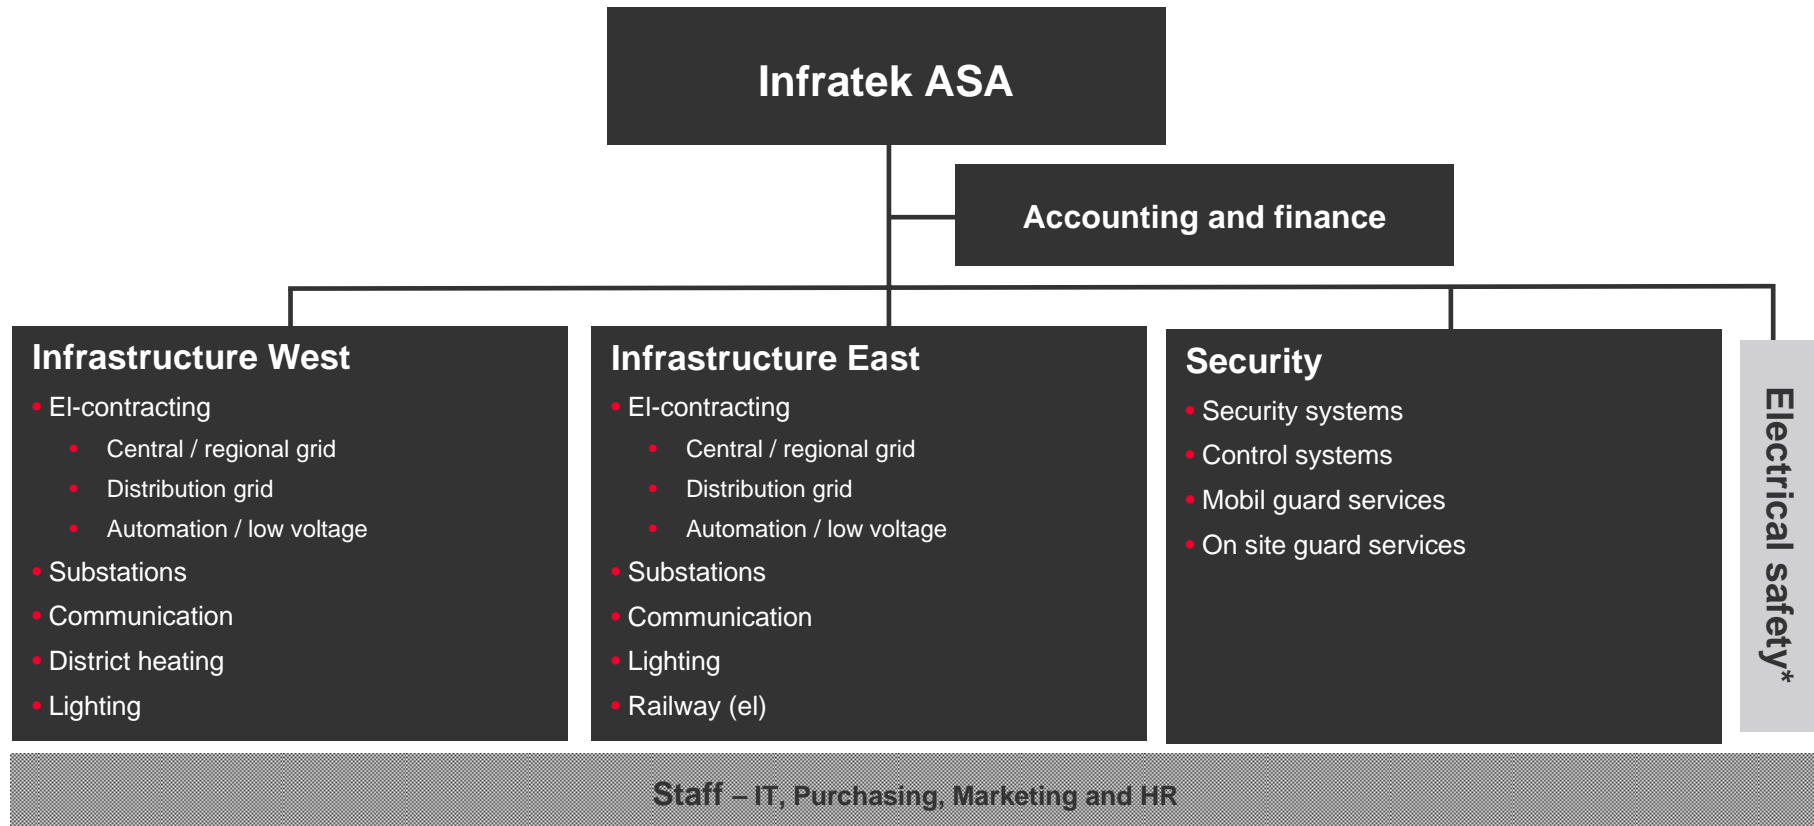 Infratek ASA
Accounting and finance
Infrastructure West
• El-contracting
• Central / regional grid
• Distribution grid
• Automation / low voltage
• Substations
• Communication
• District heating
• Lighting
Infrastructure East
• El-contracting
• Central / regional grid
• Distribution grid
• Automation / low voltage
• Substations
• Communication
• Lighting
• Railway (el)
Security
• Security systems
• Control systems
• Mobil guard services
• On site guard services
Electrical safety*
Staff – IT, Purchasing, Marketing and HR